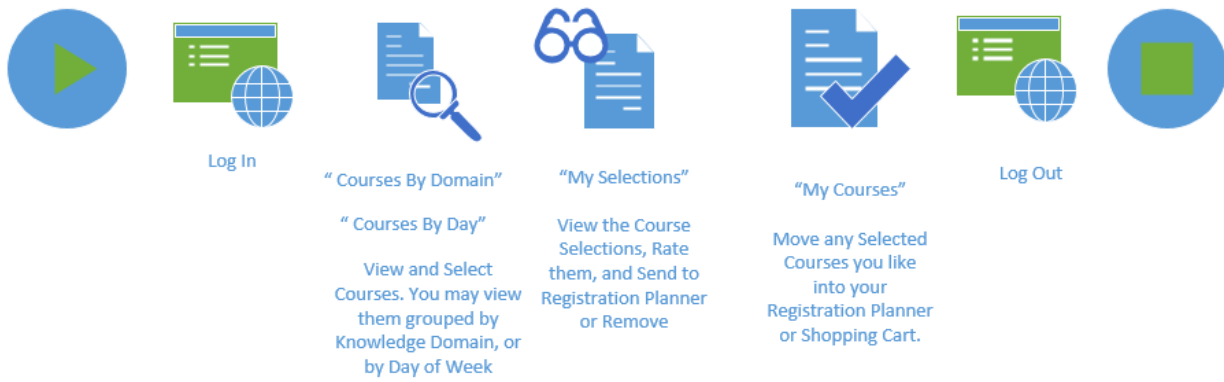 Log In
“ Courses By Domain”
“ Courses By Day”
View and Select
Courses. You may view
them grouped by
Knowledge Domain, or
by Day of Week
“My Selections”
View the Course
Selections, Rate
them, and Send to
Registration Planner
or Remove
“My Courses”
Move any Selected
Courses you like
into your
Registration Planner
or Shopping Cart.
Log Out